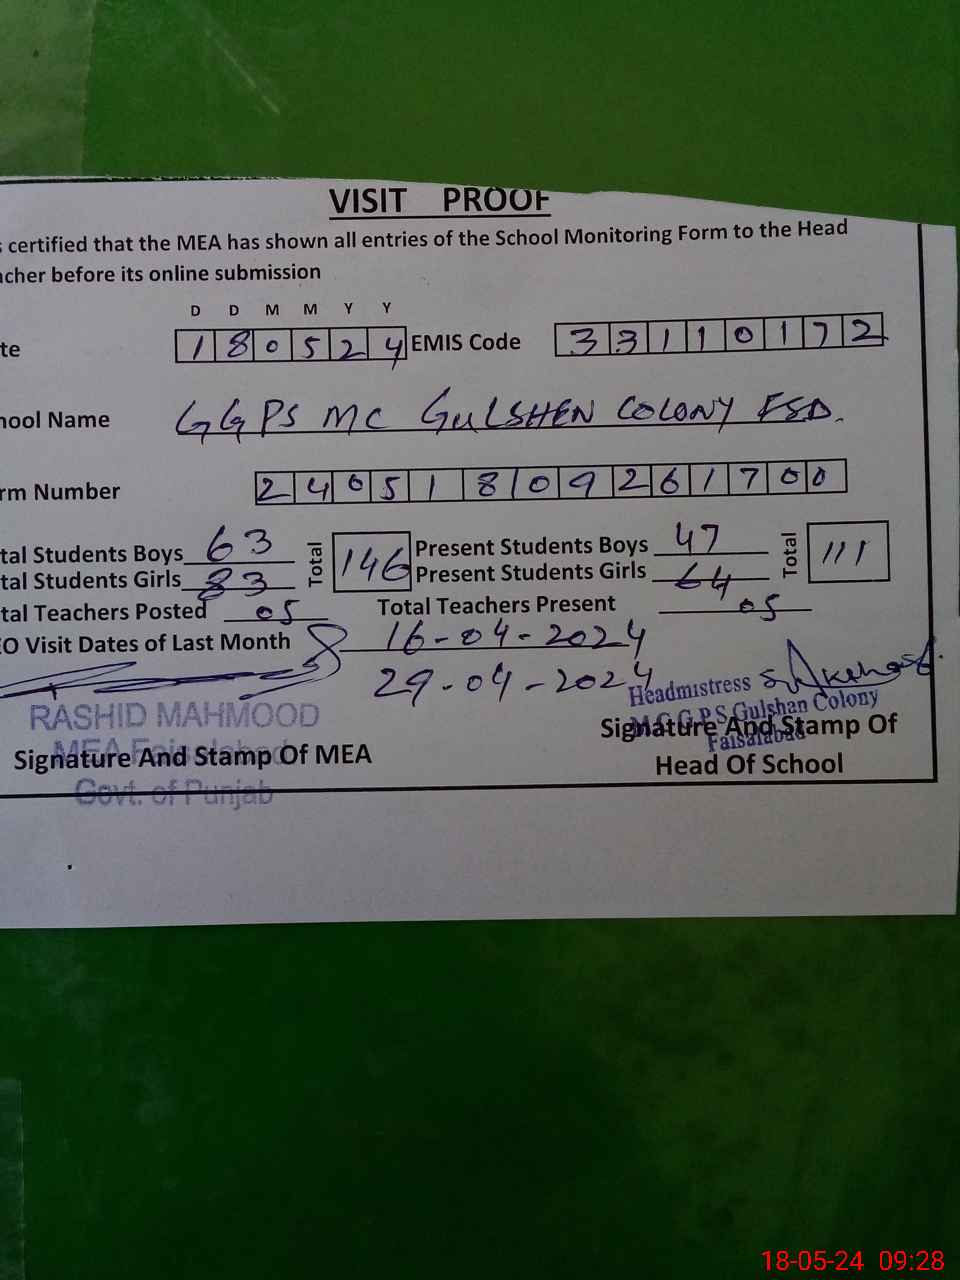 VISIT PROOF
certified that the MEA has shown all entries of the School Monitoring Form to the Head
acher before its online submission
D D M M Y Y
te 1 8 0 5 2 4 EMIS Code 3 3 1 1 0 1 7 2
hool Name GGPS MC GULSHEN COLONY FSD.
rm Number 2 4 0 5 1 8 0 9 2 6 1 7 0 0
tal Students Boys 63 Total 146 Present Students Boys 47 Total 111
tal Students Girls 83 Present Students Girls 64
tal Teachers Posted 05 Total Teachers Present 05
EO Visit Dates of Last Month 16-04-2024
29-04-2024
RASHID MAHMOOD
MEA Faisalabad
Govt. of Punjab
Signature And Stamp Of MEA
Headmistress
M.C.G.P.S Gulshan Colony
Faisalabad
Signature And Stamp Of
Head Of School
18-05-24 09:28